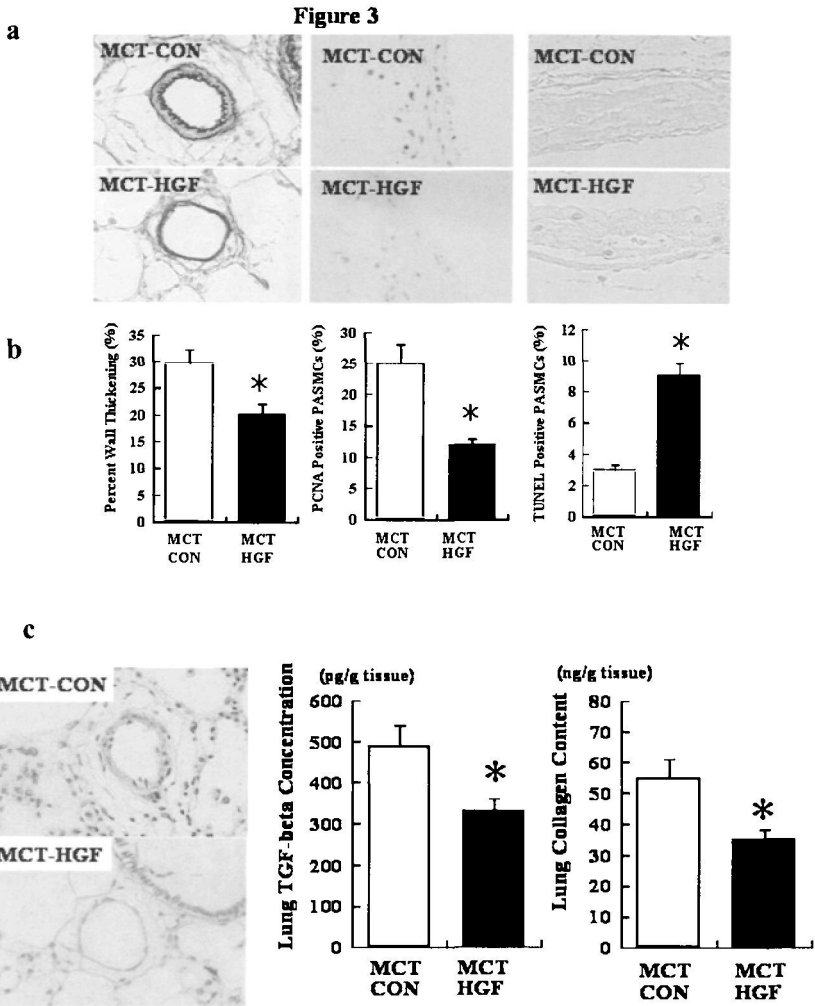 Figure 3
a
MCT-CON
MCT-CON
MCT-CON
MCT-HGF
MCT-HGF
MCT-HGF
b
Percent Wall Thickening (%)
35
30
25
20
15
10
5
0
MCT
CON
MCT
HGF
PCNA Positive PASMCs (%)
30
25
20
15
10
5
0
MCT
CON
MCT
HGF
TUNEL Positive PASMCs (%)
12
10
8
6
4
2
0
MCT
CON
MCT
HGF
*
*
*
c
MCT-CON
MCT-HGF
Lung TGF-beta Concentration
(pg/g tissue)
600
500
400
300
200
100
0
*
MCT
CON
MCT
HGF
Lung Collagen Content
(ng/g tissue)
80
70
60
50
40
30
20
10
0
*
MCT
CON
MCT
HGF